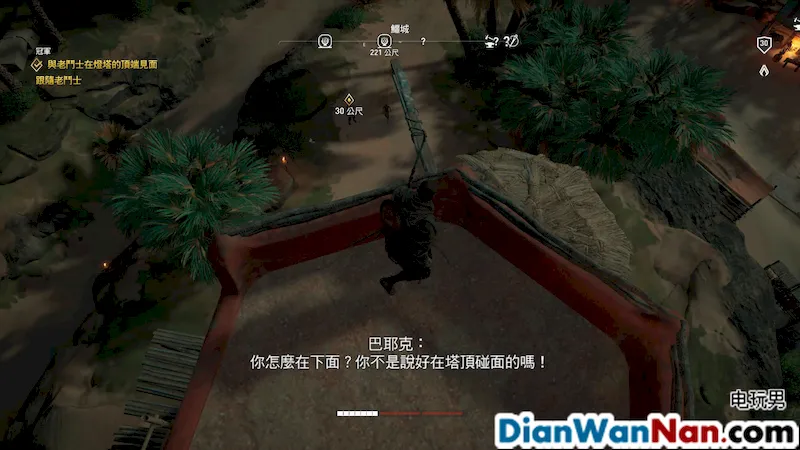 鱷城
? ? ?
221 公尺
30
冠軍
與老鬥士在燈塔的頂端見面
跟隨老鬥士
30 公尺
巴耶克：
你怎麼在下面？你不是說好在塔頂碰面的嗎！
电玩男
DianWanNan.com